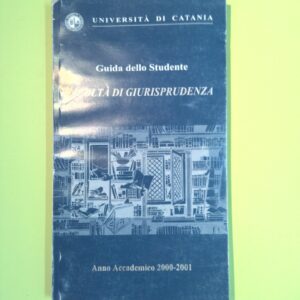 UNIVERSITÀ DI CATANIA
Guida dello Studente
DI GIURISPRUDENZA
Anno Accademico 2000-2001